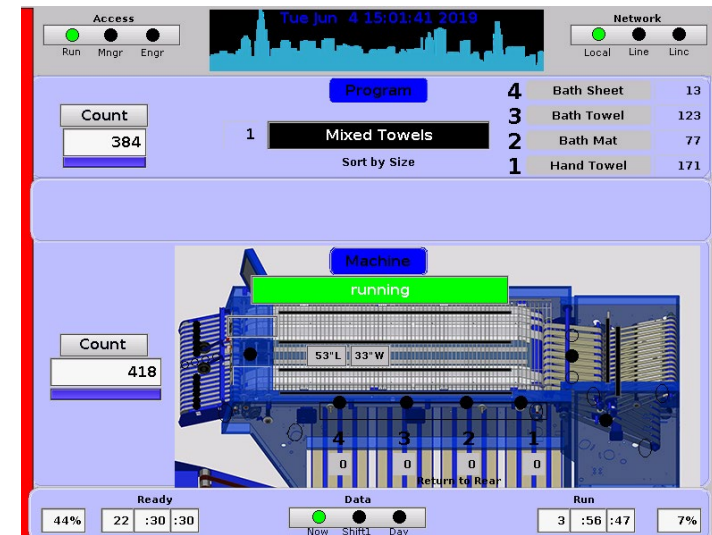 Access
Run Mngr Engr
Tue Jun 4 15:01:41 2019
Network
Local Line Linc
Count
384
Program
1 Mixed Towels
Sort by Size
4 Bath Sheet 13
3 Bath Towel 123
2 Bath Mat 77
1 Hand Towel 171
Machine
running
Count
418
53"L 33"W
4 3 2 1
0 0 0 0
Return to Rear
Ready
44% 22 :30 :30
Data
Now Shift1 Day
Run
3 :56 :47 7%